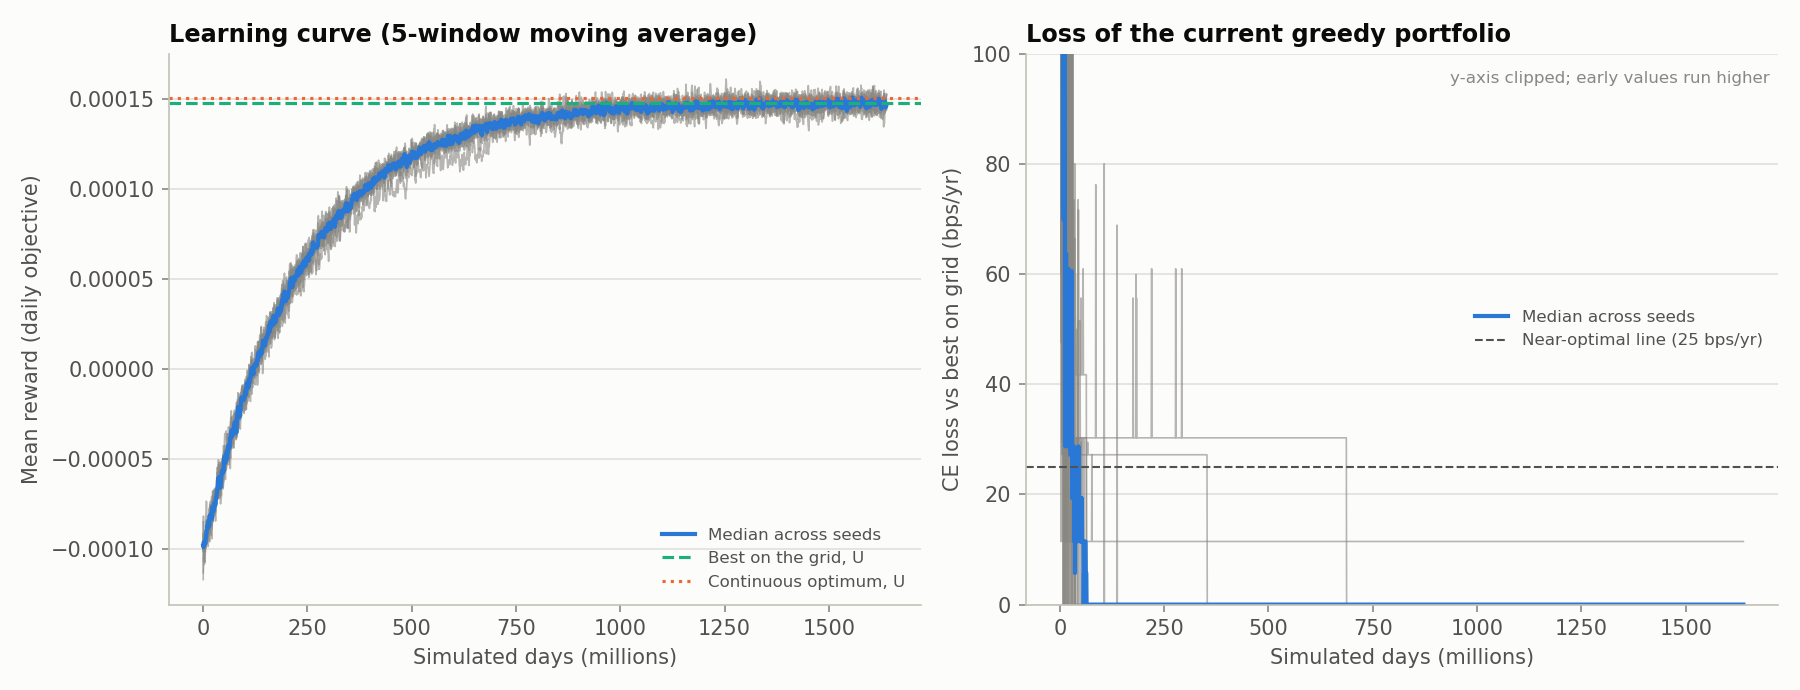 Learning curve (5-window moving average)
Mean reward (daily objective)
0.00015
0.00010
0.00005
0.00000
−0.00005
−0.00010
0 250 500 750 1000 1250 1500
Simulated days (millions)
Median across seeds
Best on the grid, U
Continuous optimum, U
Loss of the current greedy portfolio
y-axis clipped; early values run higher
CE loss vs best on grid (bps/yr)
100
80
60
40
20
0
0 250 500 750 1000 1250 1500
Simulated days (millions)
Median across seeds
Near-optimal line (25 bps/yr)